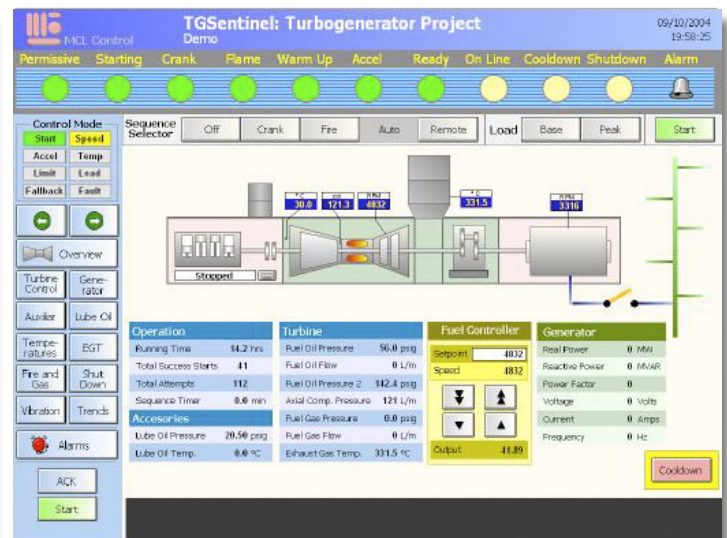 TGSentinel: Turbogenerator Project
Demo
MCL Control
09/10/2004
19:58:25
Permissive Starting Crank Flame Warm Up Accel Ready On Line Cooldown Shutdown Alarm
Control Mode
Start Speed
Accel Temp
Limit Load
Fallback Fault
Sequence Selector Off Crank Fire Auto Remote Load Base Peak Start
°C psi RPM °C RPM
30.0 121.3 4832 331.5 3316
Stopped
Overview
Turbine Control
Gene-rator
Auxiliar
Lube Oil
Tempe-ratures
EGT
Fire and Gas
Shut Down
Vibration
Trends
Alarms
ACK
Start
Operation
Running Time 14.2 hrs
Total Success Starts 41
Total Attempts 112
Sequence Timer 0.0 min
Accesories
Lube Oil Pressure 20.50 psig
Lube Oil Temp. 0.0 °C
Turbine
Fuel Oil Pressure 56.0 psig
Fuel Oil Flow 0 L/m
Fuel Oil Pressure 2 142.4 psig
Axial Comp. Pressure 121 L/m
Fuel Gas Pressure 0.0 psig
Fuel Gas Flow 0 L/m
Exhaust Gas Temp. 331.5 °C
Fuel Controller
Setpoint 4832
Speed 4832
Output 41.89
Generator
Real Power 0 MW
Reactive Power 0 MVAR
Power Factor 0
Voltage 0 Volts
Current 0 Amps
Frequency 0 Hz
Cooldown